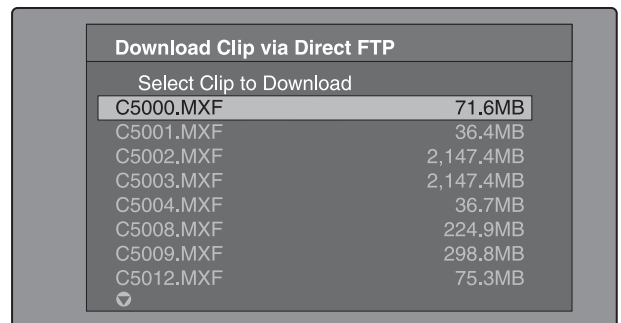 Download Clip via Direct FTP
Select Clip to Download
C5000.MXF 71.6MB
C5001.MXF 36.4MB
C5002.MXF 2,147.4MB
C5003.MXF 2,147.4MB
C5004.MXF 36.7MB
C5008.MXF 224.9MB
C5009.MXF 298.8MB
C5012.MXF 75.3MB